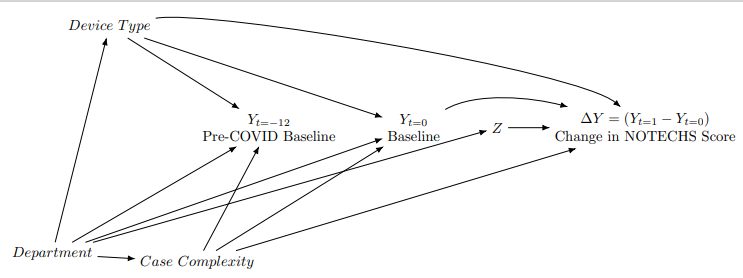 Device Type
Y_{t=-12}
Pre-COVID Baseline
Y_{t=0}
Baseline
Z
ΔY = (Y_{t=1} − Y_{t=0})
Change in NOTECHS Score
Department
Case Complexity